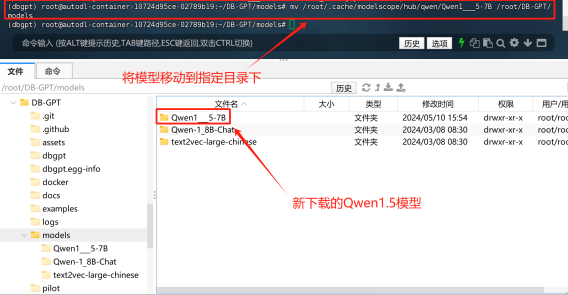 (dbgpt) root@autodl-container-10724d95ce-02789b19:~/DB-GPT/models# mv /root/.cache/modelscope/hub/qwen/Qwen1___5-7B /root/DB-GPT/
models
(dbgpt) root@autodl-container-10724d95ce-02789b19:~/DB-GPT/models#
命令输入 (按ALT键提示历史,TAB键路径,ESC键返回,双击CTRL切换)
历史 选项
将模型移动到指定目录下
文件 命令
/root/DB-GPT/models 历史
DB-GPT
.git
.github
assets
dbgpt
dbgpt.egg-info
docker
docs
examples
logs
models
Qwen1___5-7B
Qwen-1_8B-Chat
text2vec-large-chinese
pilot
文件名 大小 类型 修改时间 权限 用户/用
Qwen1___5-7B 文件夹 2024/05/10 15:54 drwxr-xr-x root/roo
Qwen-1_8B-Chat 文件夹 2024/03/08 08:30 drwxr-xr-x root/roo
text2vec-large-chinese 文件夹 2024/03/08 08:30 drwxr-xr-x root/roo
新下载的Qwen1.5模型